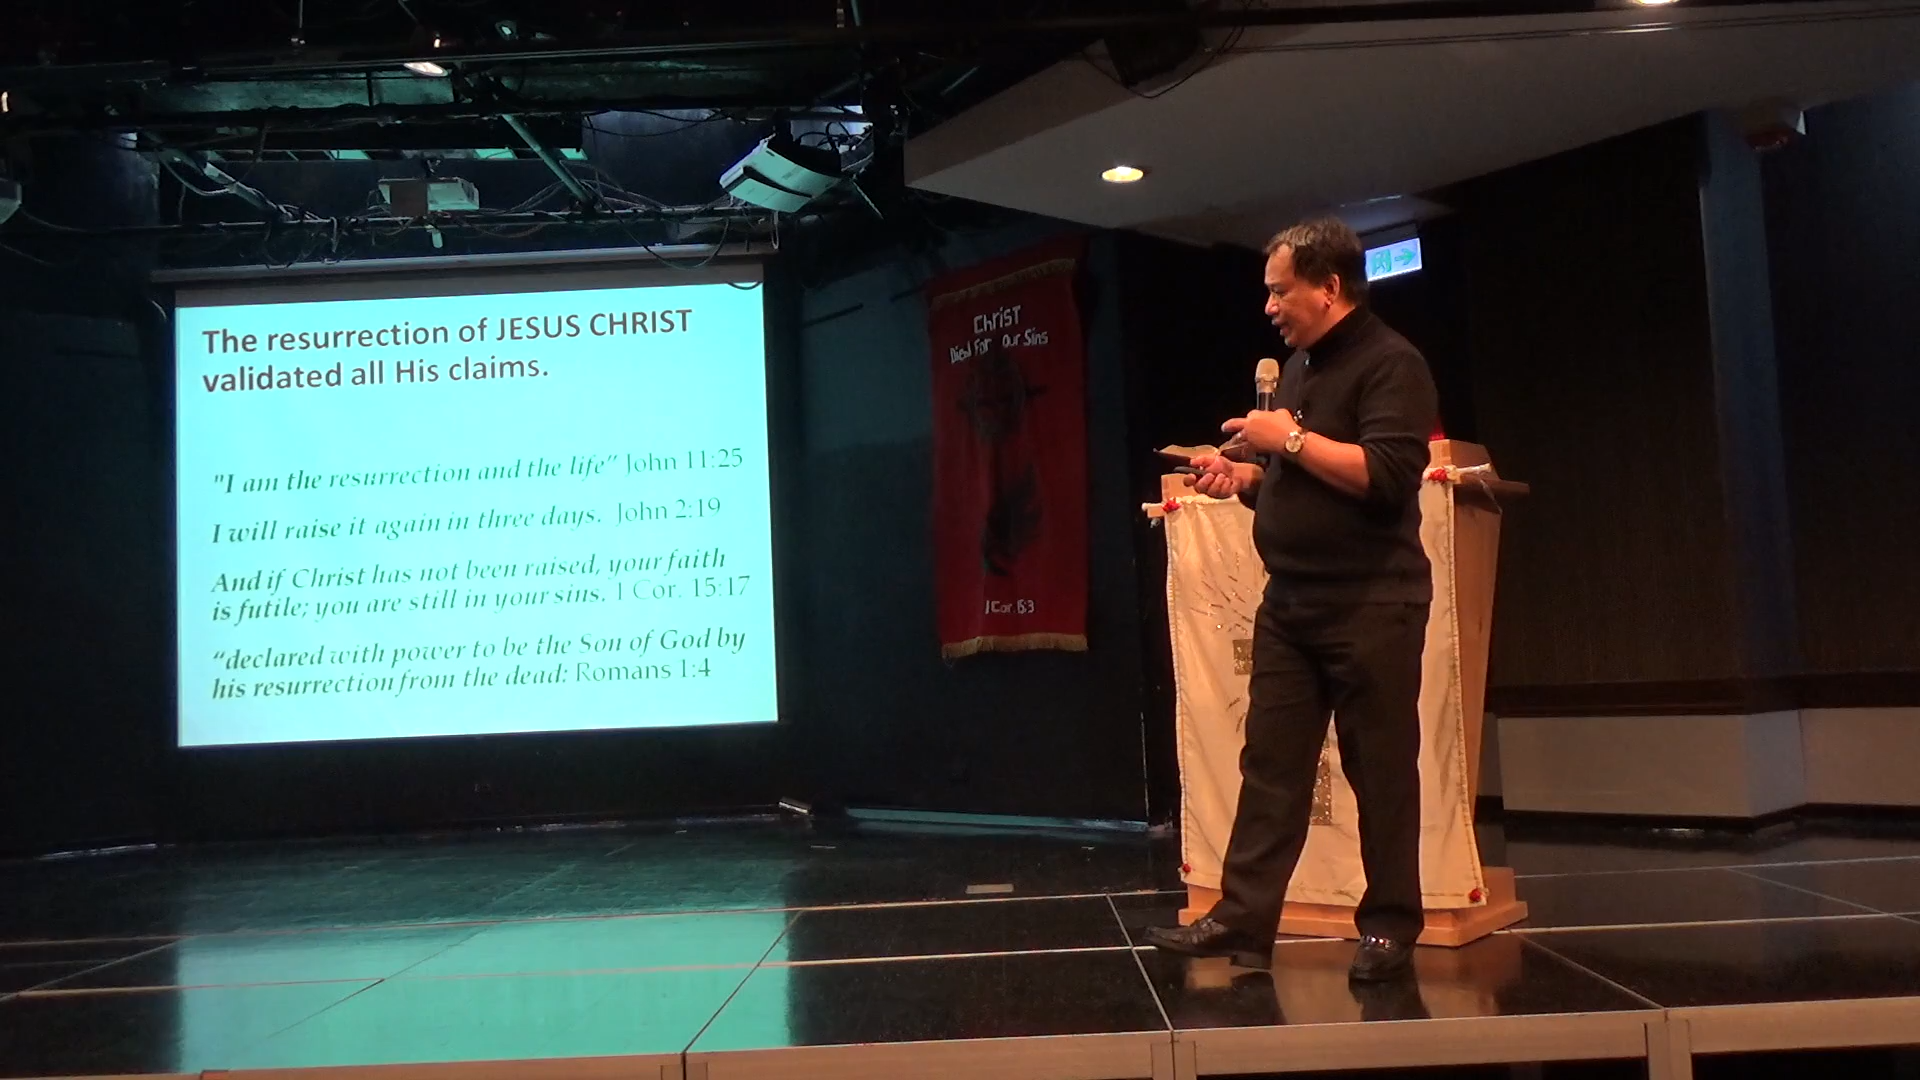 The resurrection of JESUS CHRIST
validated all His claims.
"I am the resurrection and the life" John 11:25
I will raise it again in three days. John 2:19
And if Christ has not been raised, your faith
is futile; you are still in your sins. 1 Cor. 15:17
“declared with power to be the Son of God by
his resurrection from the dead: Romans 1:4
Christ
Died For Our Sins
1 Cor. 15:3